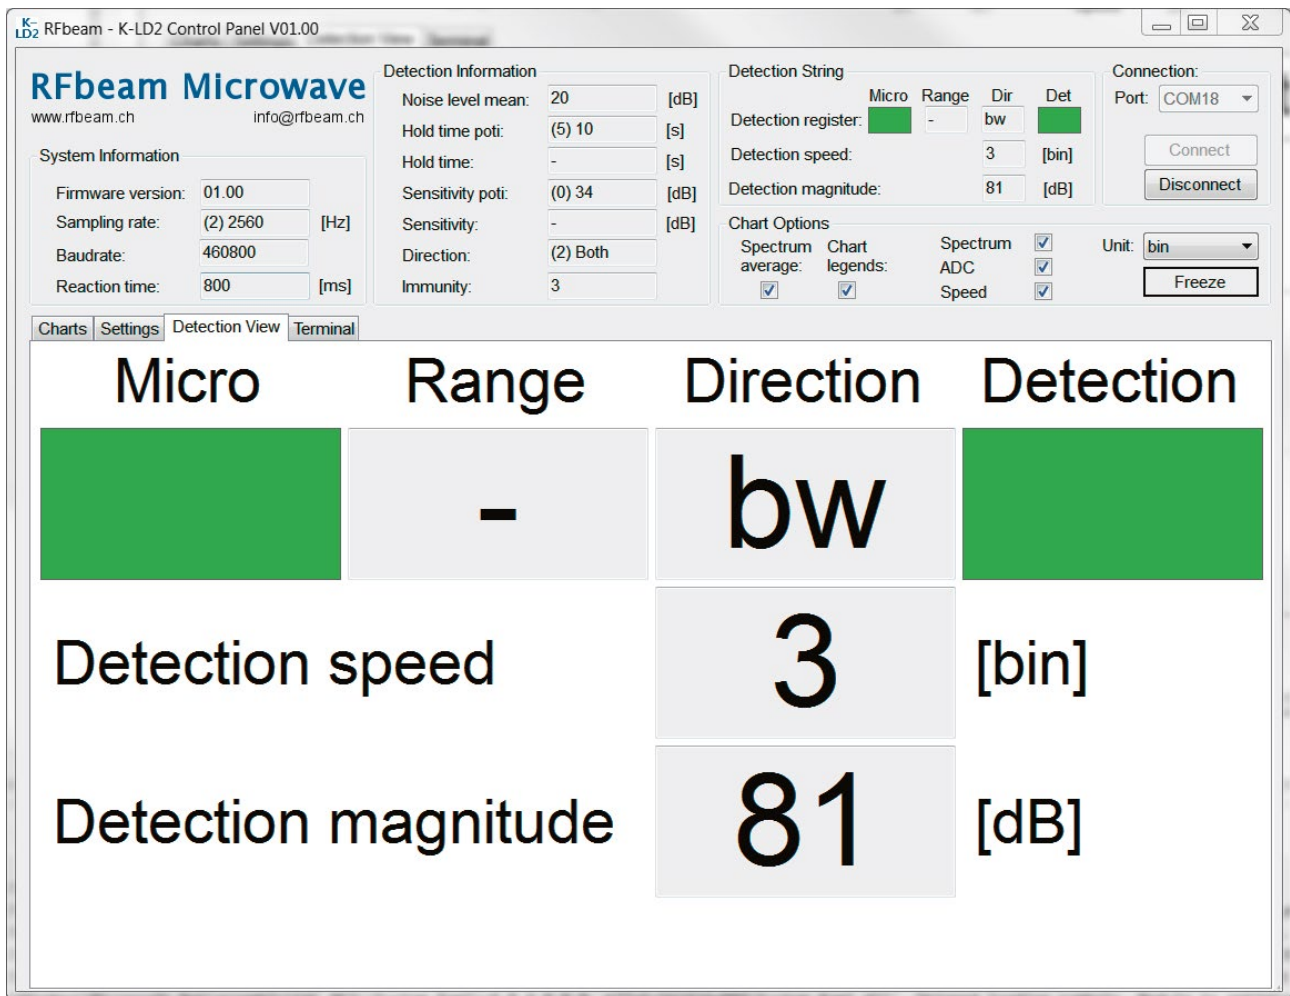 K-LD2 RFbeam - K-LD2 Control Panel V01.00
RFbeam Microwave
www.rfbeam.ch info@rfbeam.ch
System Information
Firmware version: 01.00
Sampling rate: (2) 2560 [Hz]
Baudrate: 460800
Reaction time: 800 [ms]
Detection Information
Noise level mean: 20 [dB]
Hold time poti: (5) 10 [s]
Hold time: - [s]
Sensitivity poti: (0) 34 [dB]
Sensitivity: - [dB]
Direction: (2) Both
Immunity: 3
Detection String
Micro Range Dir Det
Detection register: - bw
Detection speed: 3 [bin]
Detection magnitude: 81 [dB]
Chart Options
Spectrum average:
Chart legends:
Spectrum
ADC
Speed
Unit: bin
Freeze
Connection:
Port: COM18
Connect
Disconnect
Charts Settings Detection View Terminal
Micro Range Direction Detection
- bw
Detection speed 3 [bin]
Detection magnitude 81 [dB]